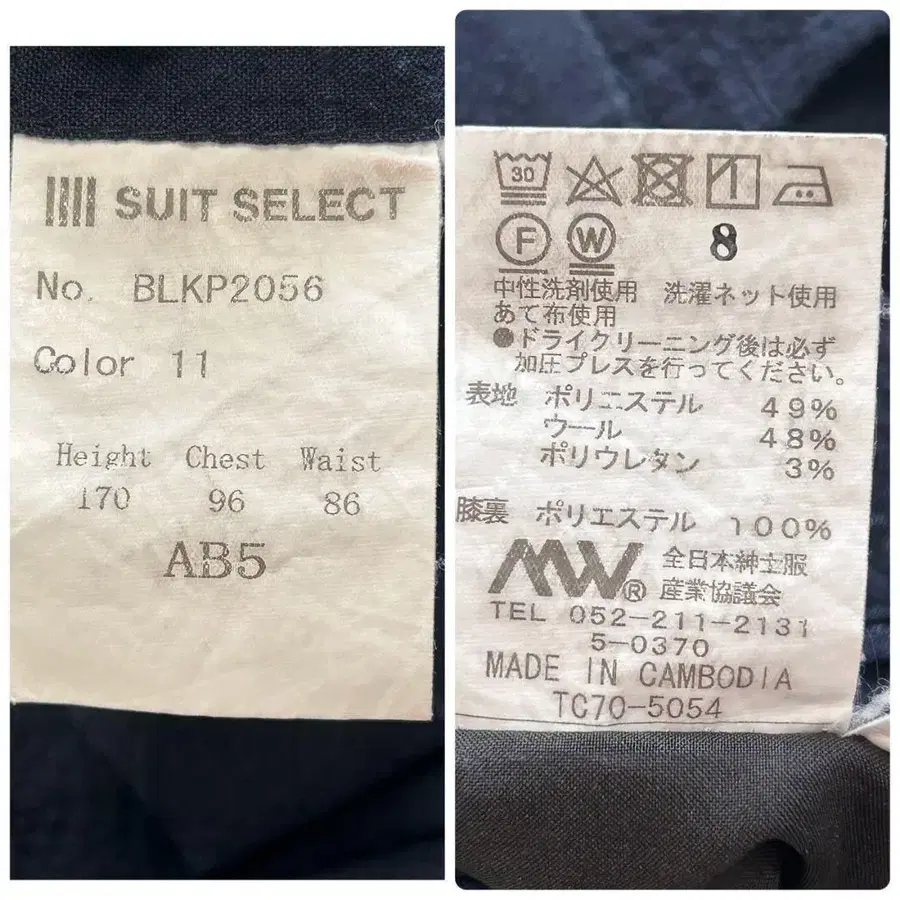 SUIT SELECT
No. BLKP2056
Color 11
Height Chest Waist
170 96 86
AB5
30
F W 8
中性洗剤使用 洗濯ネット使用
あて布使用
●ドライクリーニング後は必ず
加圧プレスを行ってください。
表地 ポリエステル 49%
ウール 48%
ポリウレタン 3%
膝裏 ポリエステル 100%
MW® 全日本紳士服
産業協議会
TEL 052-211-2131
5-0370
MADE IN CAMBODIA
TC70-5054